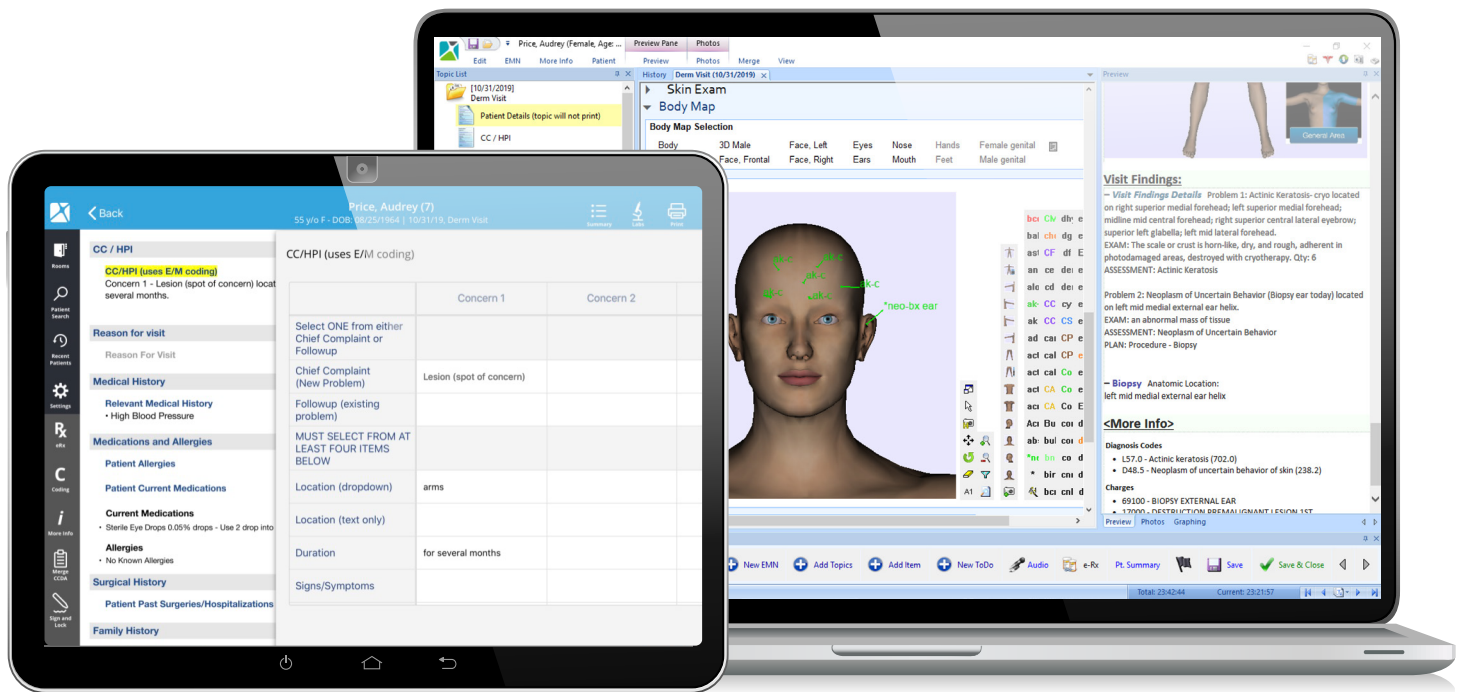 Price, Audrey (Female, Age: ...
Preview Pane
Photos
Edit
EMN
More Info
Patient
Preview
Photos
Merge
View
Topic List
[10/31/2019]
Derm Visit
Patient Details (topic will not print)
CC / HPI
History
Derm Visit (10/31/2019)
Skin Exam
Body Map
Body Map Selection
Body
3D Male
Face, Left
Eyes
Nose
Hands
Female genital
Face, Frontal
Face, Right
Ears
Mouth
Feet
Male genital
ak-c
ak-c
ak-c
ak-c
ak-c
*neo-bx ear
A1
Preview
General Area
Visit Findings:
– Visit Findings Details Problem 1: Actinic Keratosis- cryo located
on right superior medial forehead; left superior medial forehead;
midline mid central forehead; right superior central lateral eyebrow;
superior left glabella; left mid lateral forehead.
EXAM: The scale or crust is horn-like, dry, and rough, adherent in
photodamaged areas, destroyed with cryotherapy. Qty: 6
ASSESSMENT: Actinic Keratosis
Problem 2: Neoplasm of Uncertain Behavior (Biopsy ear today) located
on left mid medial external ear helix.
EXAM: an abnormal mass of tissue
ASSESSMENT: Neoplasm of Uncertain Behavior
PLAN: Procedure - Biopsy
– Biopsy Anatomic Location:
left mid medial external ear helix
<More Info>
Diagnosis Codes
• L57.0 - Actinic keratosis (702.0)
• D48.5 - Neoplasm of uncertain behavior of skin (238.2)
Charges
• 69100 - BIOPSY EXTERNAL EAR
• 17000 - DESTRUCTION PREMALIGNANT LESION 1ST
Preview
Photos
Graphing
New EMN
Add Topics
Add Item
New ToDo
Audio
e-Rx
Pt. Summary
Save
Save & Close
Total: 23:42:44
Current: 23:21:57
Back
Price, Audrey (7)
55 y/o F - DOB: 08/25/1964 | 10/31/19, Derm Visit
Summary
Labs
Print
Rooms
Patient
Search
Recent
Patients
Settings
Rx
eRx
C
Coding
i
More Info
Merge
CCDA
Sign and
Lock
CC / HPI
CC/HPI (uses E/M coding)
Concern 1 - Lesion (spot of concern) locat
several months.
Reason for visit
Reason For Visit
Medical History
Relevant Medical History
• High Blood Pressure
Medications and Allergies
Patient Allergies
Patient Current Medications
Current Medications
• Sterile Eye Drops 0.05% drops - Use 2 drop into
Allergies
• No Known Allergies
Surgical History
Patient Past Surgeries/Hospitalizations
Family History
CC/HPI (uses E/M coding)
Concern 1
Concern 2
Select ONE from either
Chief Complaint or
Followup
Chief Complaint
(New Problem)
Lesion (spot of concern)
Followup (existing
problem)
MUST SELECT FROM AT
LEAST FOUR ITEMS
BELOW
Location (dropdown)
arms
Location (text only)
Duration
for several months
Signs/Symptoms